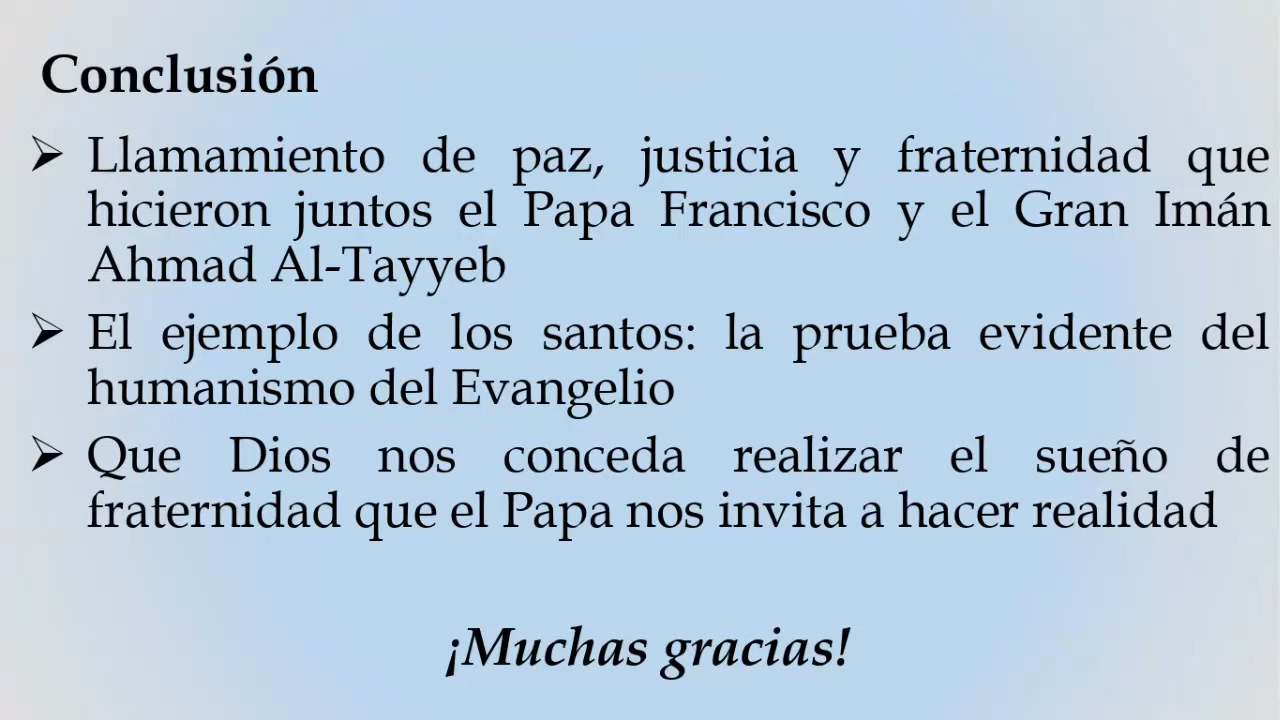 Conclusión
➢ Llamamiento de paz, justicia y fraternidad que
hicieron juntos el Papa Francisco y el Gran Imán
Ahmad Al-Tayyeb
➢ El ejemplo de los santos: la prueba evidente del
humanismo del Evangelio
➢ Que Dios nos conceda realizar el sueño de
fraternidad que el Papa nos invita a hacer realidad
¡Muchas gracias!